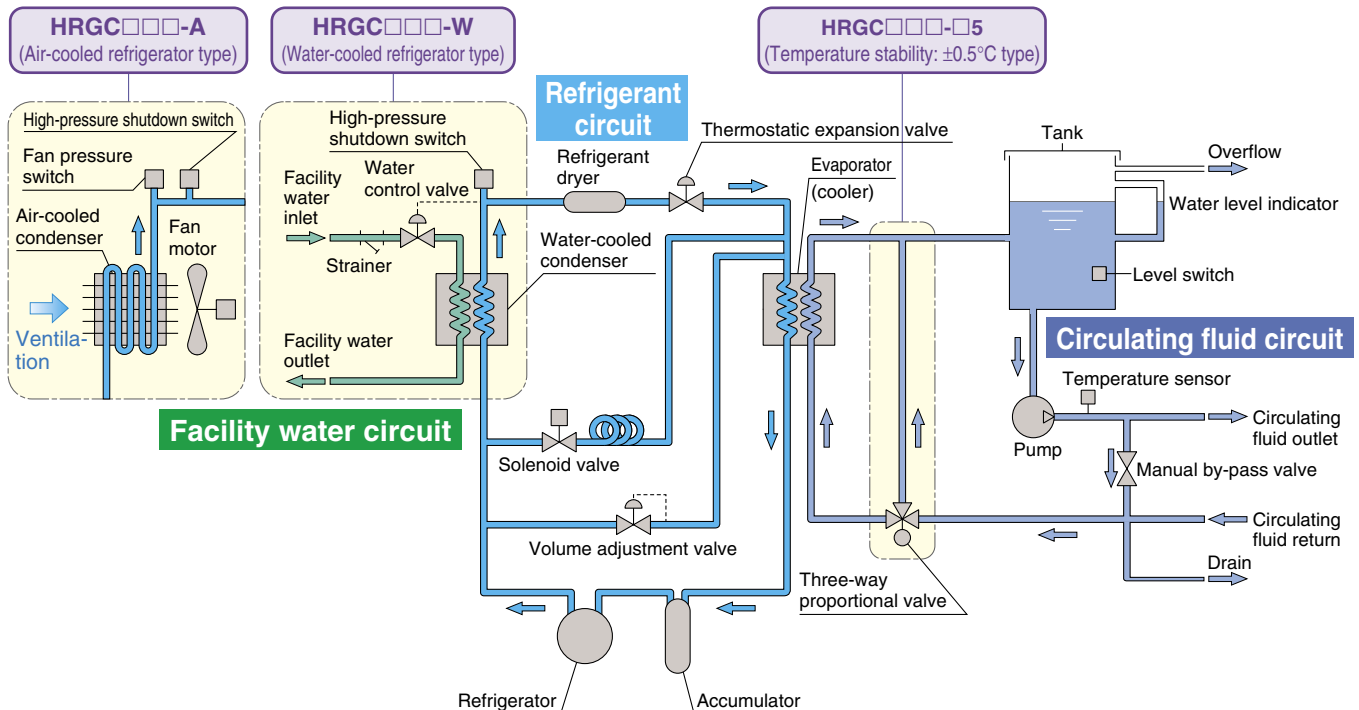 HRGC□□□-A
(Air-cooled refrigerator type)
HRGC□□□-W
(Water-cooled refrigerator type)
HRGC□□□-□5
(Temperature stability: ±0.5°C type)
High-pressure shutdown switch
Fan pressure
switch
Air-cooled
condenser
Fan
motor
Ventila-
tion
High-pressure
shutdown switch
Water
control valve
Facility
water
inlet
Strainer
Water-cooled
condenser
Facility water
outlet
Facility water circuit
Refrigerant
circuit
Refrigerant
dryer
Thermostatic expansion valve
Evaporator
(cooler)
Solenoid valve
Volume adjustment valve
Refrigerator
Accumulator
Three-way
proportional valve
Tank
Overflow
Water level indicator
Level switch
Circulating fluid circuit
Temperature sensor
Pump
Circulating
fluid outlet
Manual by-pass valve
Circulating
fluid return
Drain